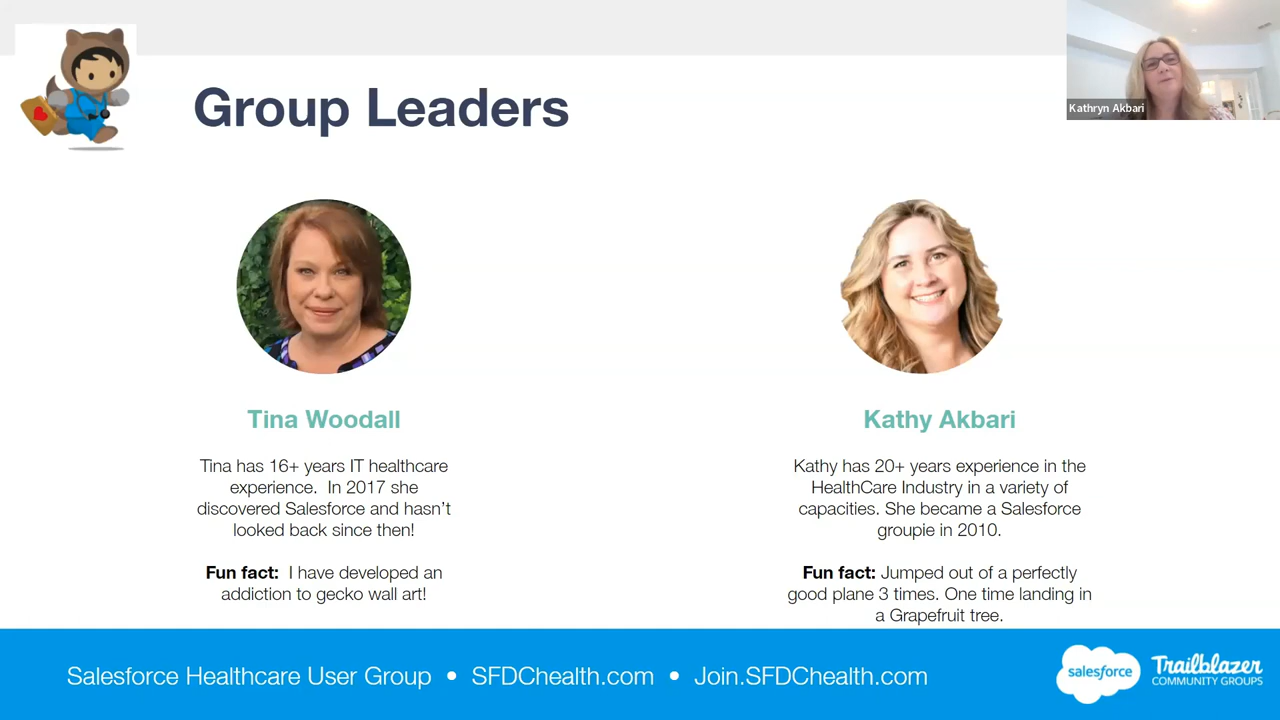 Group Leaders
Kathryn Akbari
Tina Woodall
Tina has 16+ years IT healthcare
experience. In 2017 she
discovered Salesforce and hasn't
looked back since then!
Fun fact: I have developed an
addiction to gecko wall art!
Kathy Akbari
Kathy has 20+ years experience in the
HealthCare Industry in a variety of
capacities. She became a Salesforce
groupie in 2010.
Fun fact: Jumped out of a perfectly
good plane 3 times. One time landing in
a Grapefruit tree.
Salesforce Healthcare User Group • SFDChealth.com • Join.SFDChealth.com
salesforce
Trailblazer
COMMUNITY GROUPS